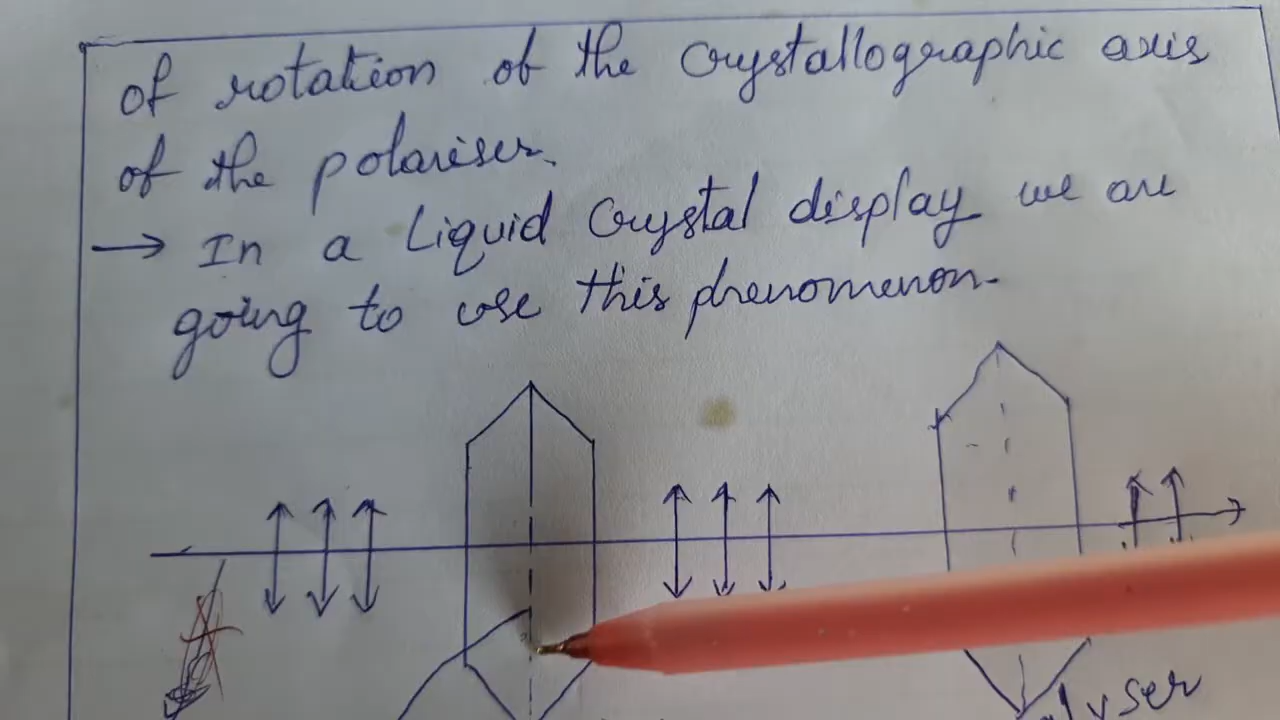 of rotation of the crystallographic axis
of the polariser.
→ In a Liquid Crystal display we are
going to use this phenomenon.
alyser